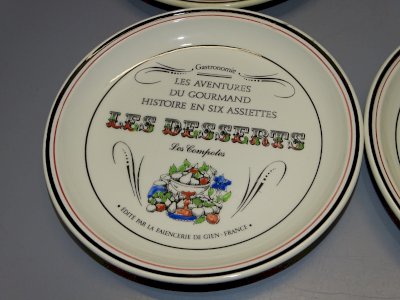 Gastronomie
LES AVENTURES
DU GOURMAND
HISTOIRE EN SIX ASSIETTES
LES DESSERTS
Les Compotes
• EDITÉ PAR LA FAIENCERIE DE GIEN - FRANCE •